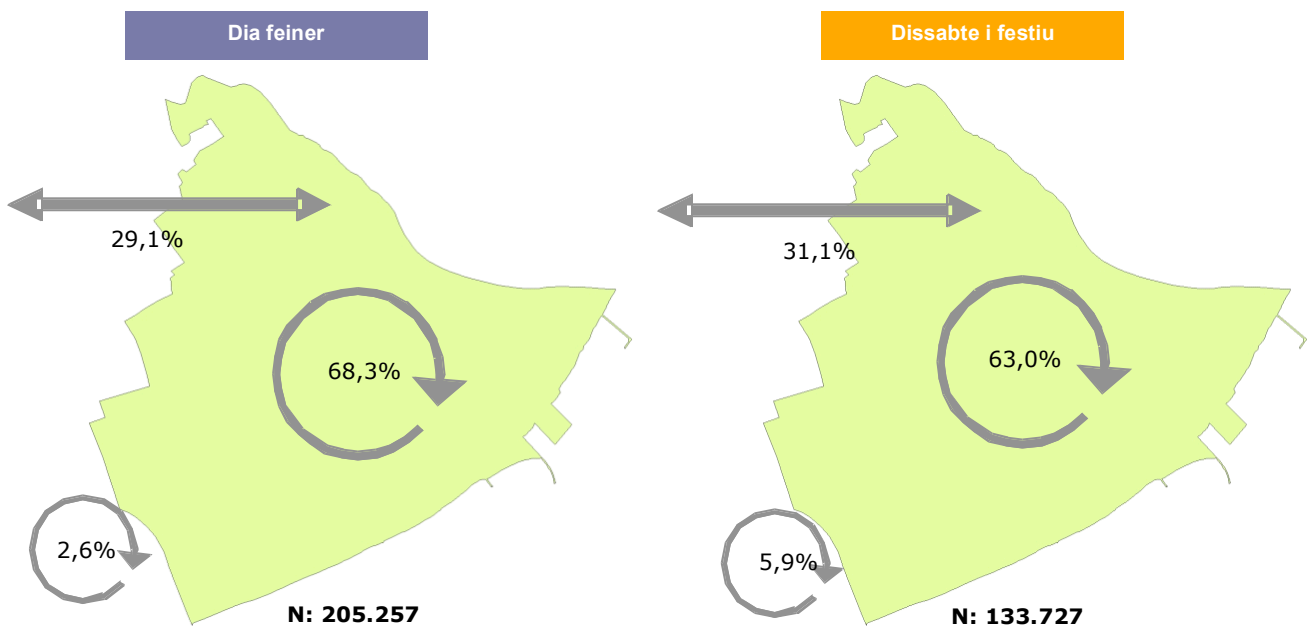 Dia feiner
29,1%
68,3%
2,6%
N: 205.257
Dissabte i festiu
31,1%
63,0%
5,9%
N: 133.727